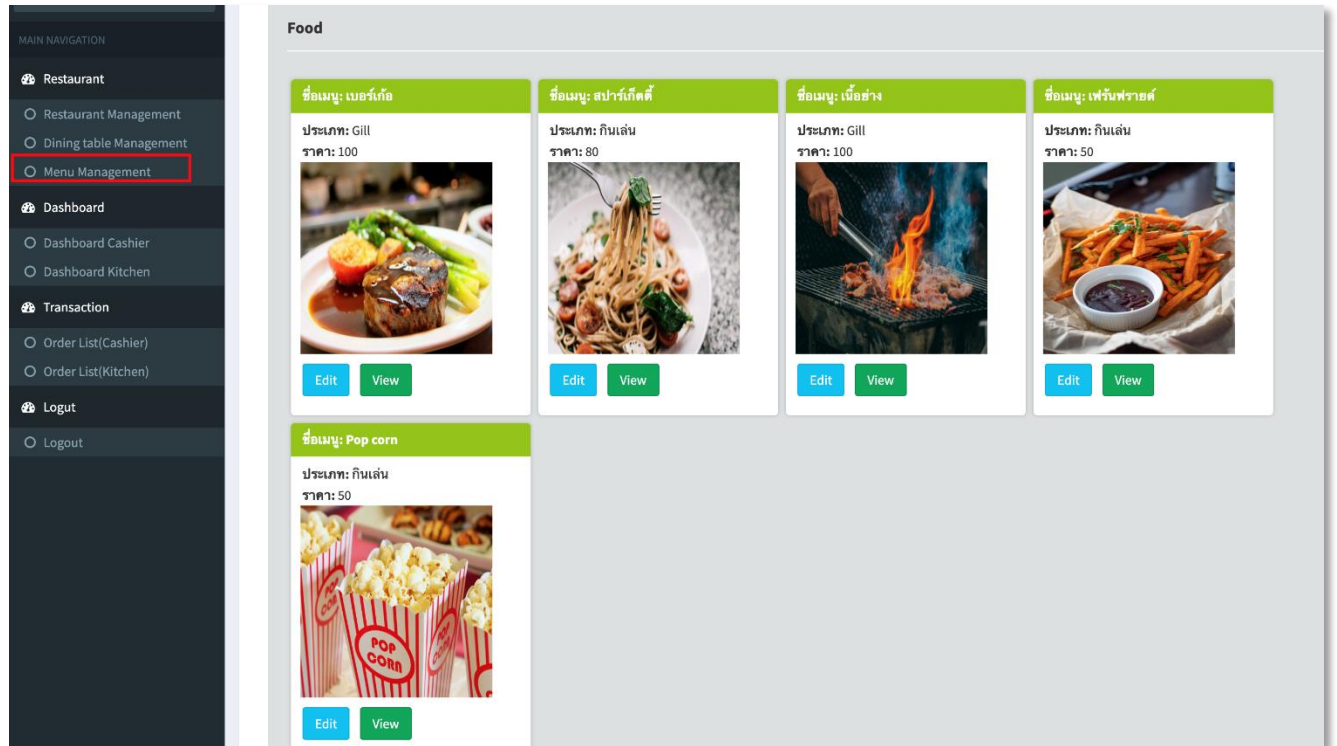 MAIN NAVIGATION
Restaurant
Restaurant Management
Dining table Management
Menu Management
Dashboard
Dashboard Cashier
Dashboard Kitchen
Transaction
Order List(Cashier)
Order List(Kitchen)
Logut
Logout
Food
ชื่อเมนู: เบอร์เก้อ
ประเภท: Gill
ราคา: 100
Edit View
ชื่อเมนู: สปาร์เก็ตตี้
ประเภท: กินเล่น
ราคา: 80
Edit View
ชื่อเมนู: เนื้อย่าง
ประเภท: Gill
ราคา: 100
Edit View
ชื่อเมนู: เฟรันฟรายด์
ประเภท: กินเล่น
ราคา: 50
Edit View
ชื่อเมนู: Pop corn
ประเภท: กินเล่น
ราคา: 50
POP
CORN
Edit View